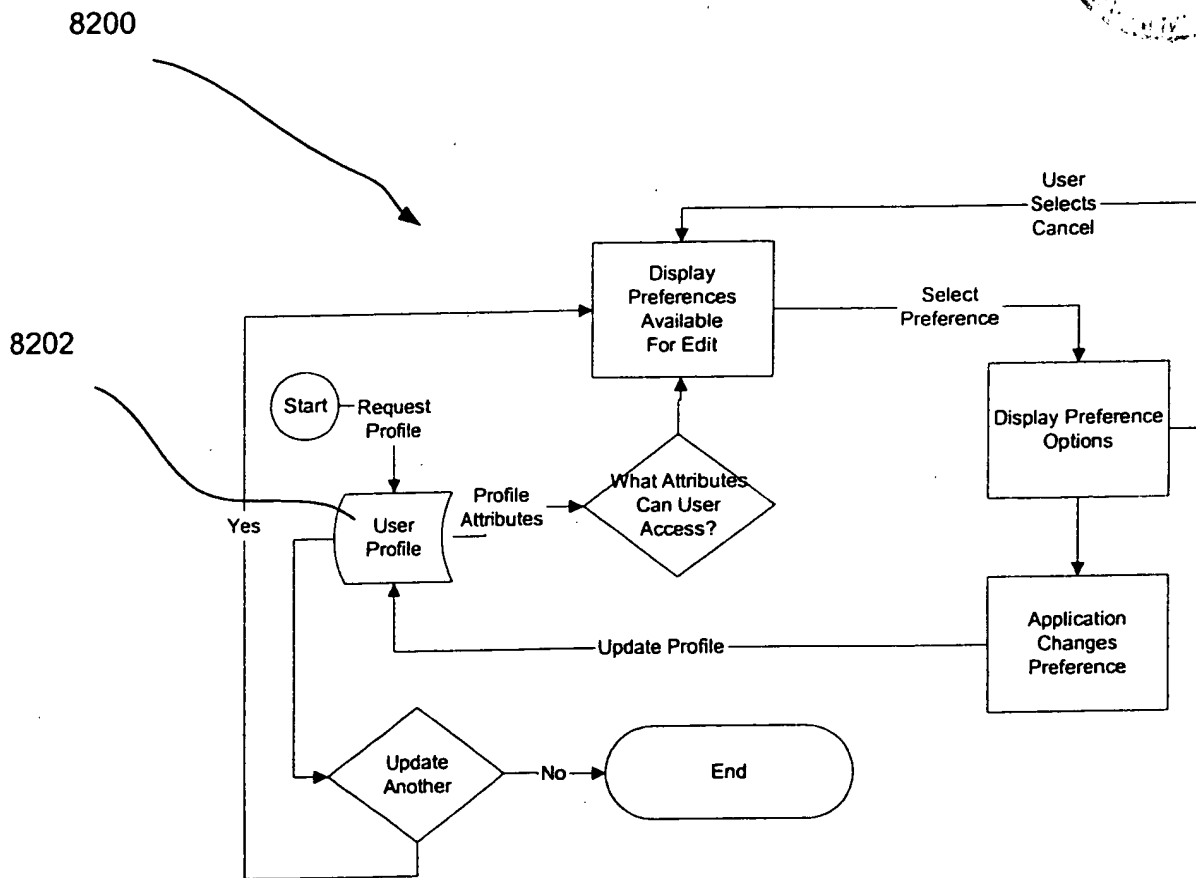 8200
User
Selects
Cancel
Display
Preferences
Available
For Edit
Select
Preference
8202
Start
Request
Profile
Display Preference
Options
What Attributes
Can User
Access?
Profile
Attributes
User
Profile
Yes
Application
Changes
Preference
Update Profile
Update
Another
No
End